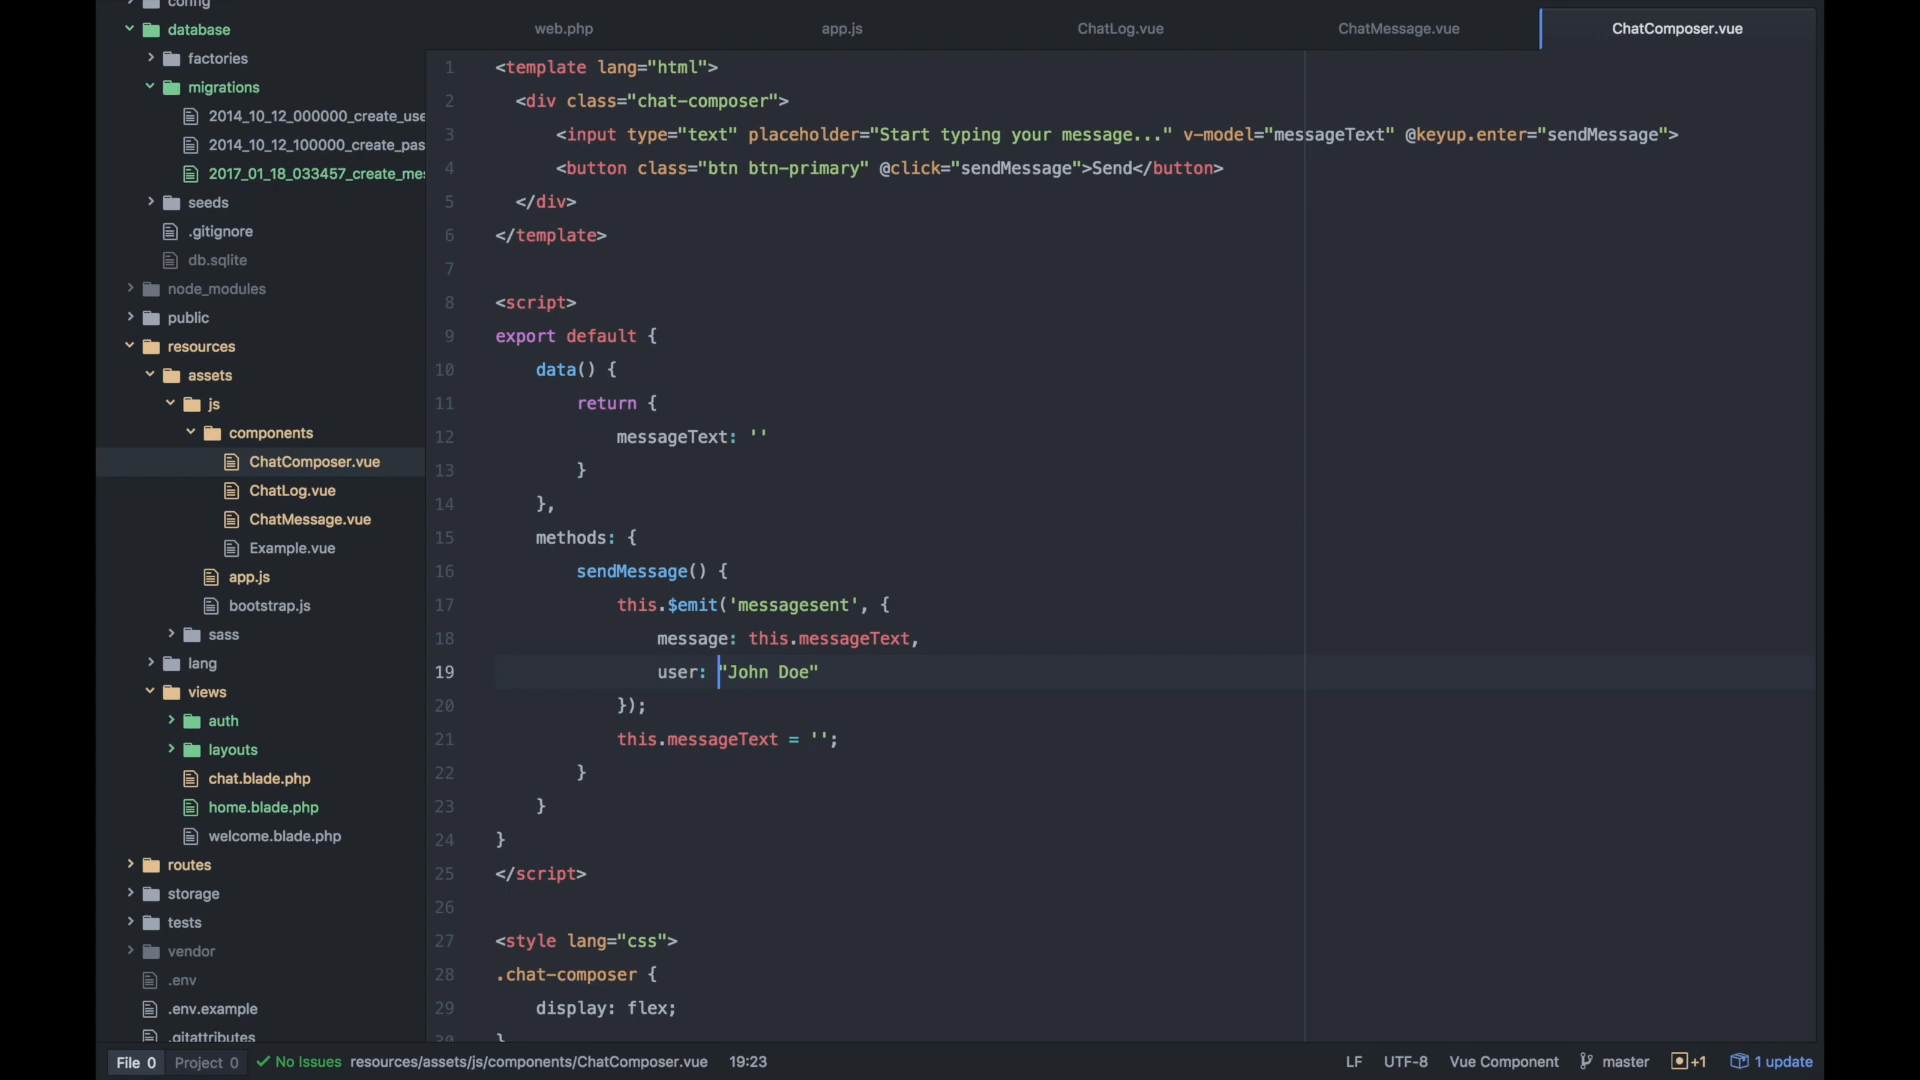 config
database
factories
migrations
2014_10_12_000000_create_use
2014_10_12_100000_create_pas
2017_01_18_033457_create_mes
seeds
.gitignore
db.sqlite
node_modules
public
resources
assets
js
components
ChatComposer.vue
ChatLog.vue
ChatMessage.vue
Example.vue
app.js
bootstrap.js
sass
lang
views
auth
layouts
chat.blade.php
home.blade.php
welcome.blade.php
routes
storage
tests
vendor
.env
.env.example
.gitattributes
web.php app.js ChatLog.vue ChatMessage.vue ChatComposer.vue
1 <template lang="html">
2   <div class="chat-composer">
3       <input type="text" placeholder="Start typing your message..." v-model="messageText" @keyup.enter="sendMessage">
4       <button class="btn btn-primary" @click="sendMessage">Send</button>
5   </div>
6 </template>
7
8 <script>
9 export default {
10     data() {
11         return {
12             messageText: ''
13         }
14     },
15     methods: {
16         sendMessage() {
17             this.$emit('messagesent', {
18                 message: this.messageText,
19                 user: "John Doe"
20             });
21             this.messageText = '';
22         }
23     }
24 }
25 </script>
26
27 <style lang="css">
28 .chat-composer {
29     display: flex;
30 }
File 0 Project 0 No Issues resources/assets/js/components/ChatComposer.vue 19:23 LF UTF-8 Vue Component master +1 1 update